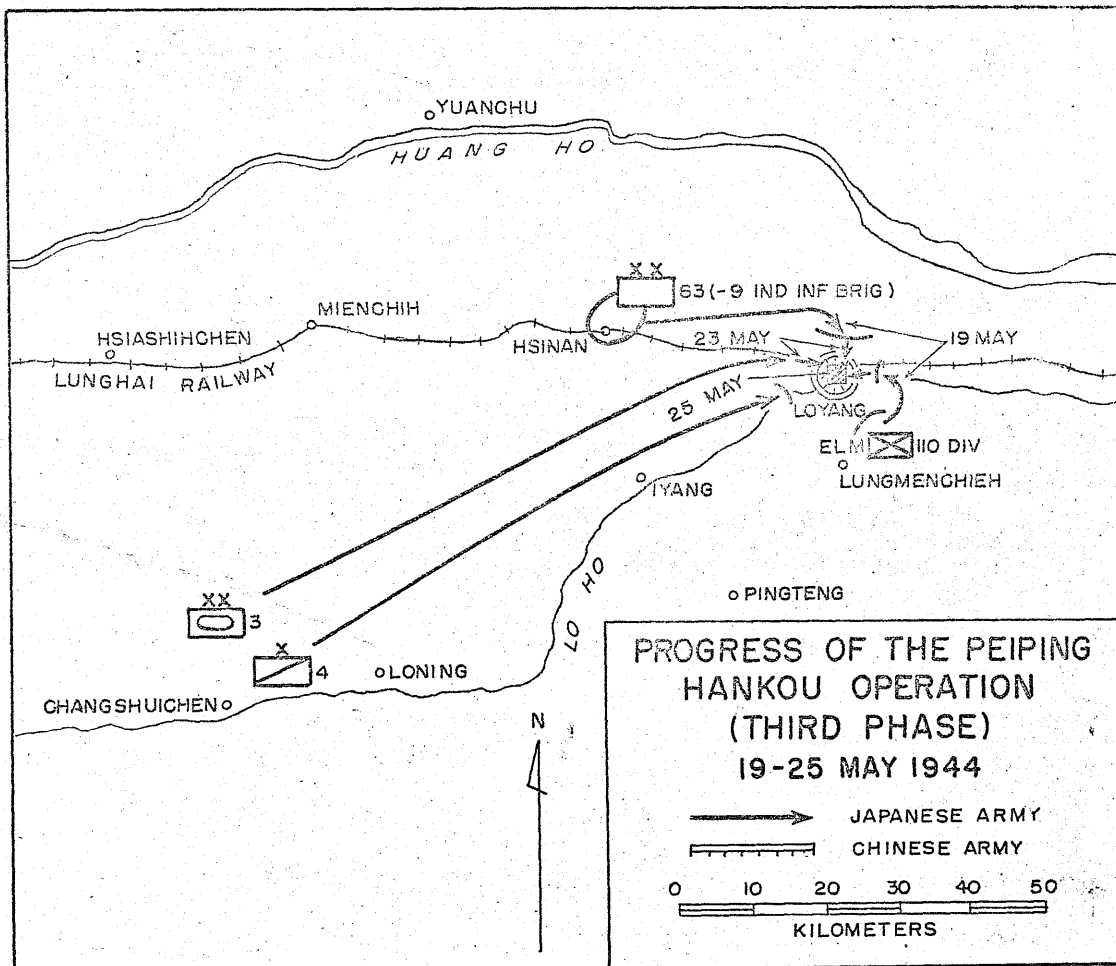 YUANCHU
HUANG HO
X X
63 (-9 IND INF BRIG)
MIENCHIH
HSIASHIHCHEN
HSINAN
23 MAY
19 MAY
LUNGHAI RAILWAY
25 MAY
LOYANG
ELM 110 DIV
LUNGMENCHIEH
IYANG
LO HO
PINGTENG
XX
3
X
4
LONING
CHANGSHUICHEN
N
PROGRESS OF THE PEIPING
HANKOU OPERATION
(THIRD PHASE)
19-25 MAY 1944
JAPANESE ARMY
CHINESE ARMY
0 10 20 30 40 50
KILOMETERS